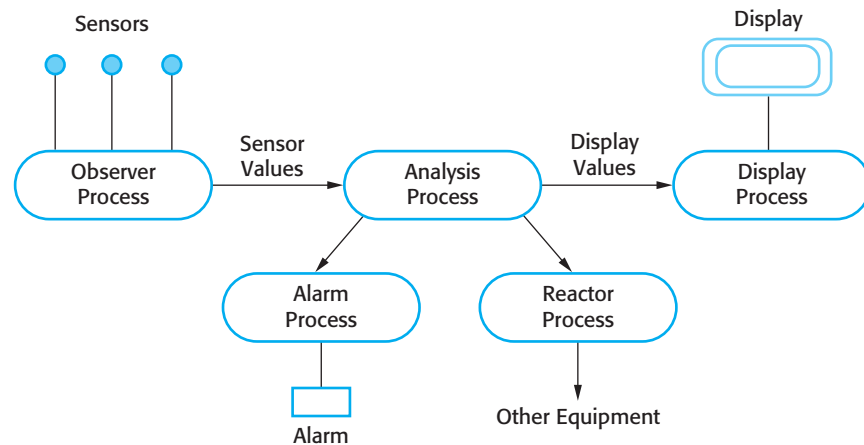 Sensors
Display
Observer
Process
Sensor
Values
Analysis
Process
Display
Values
Display
Process
Alarm
Process
Reactor
Process
Alarm
Other Equipment